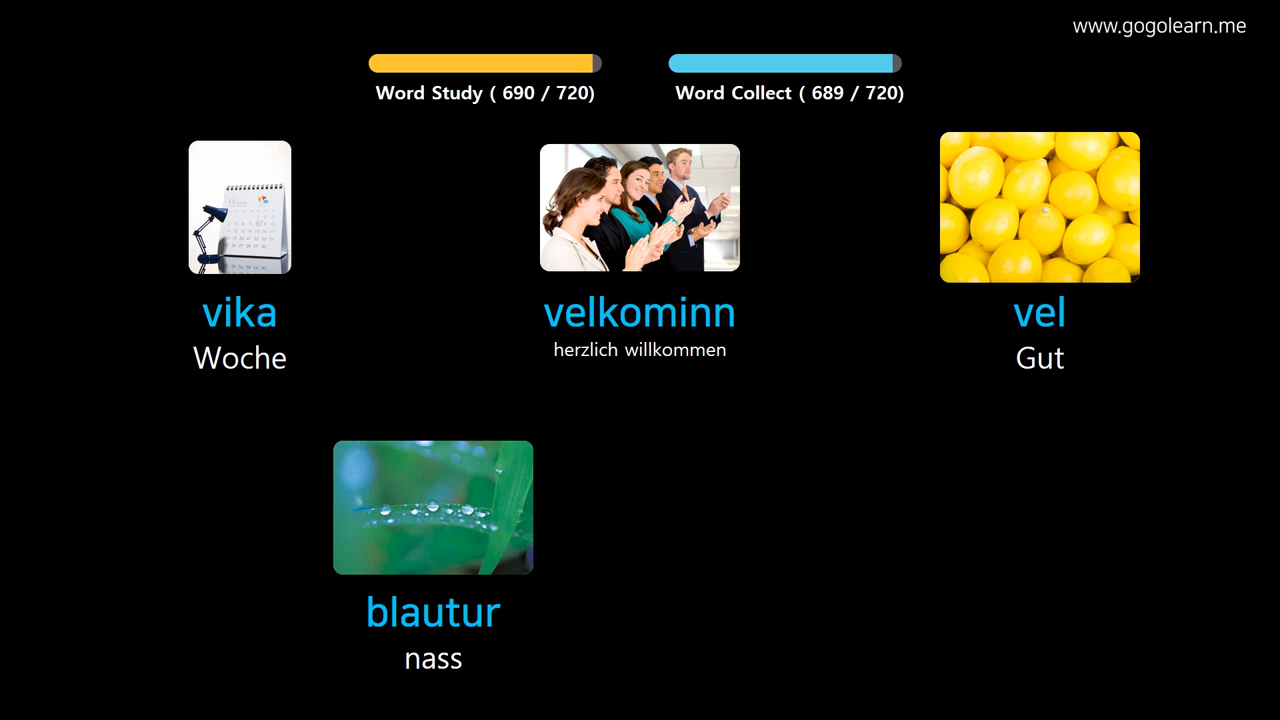 www.gogolearn.me
Word Study ( 690 / 720)
Word Collect ( 689 / 720)
vika
Woche
velkominn
herzlich willkommen
vel
Gut
blautur
nass